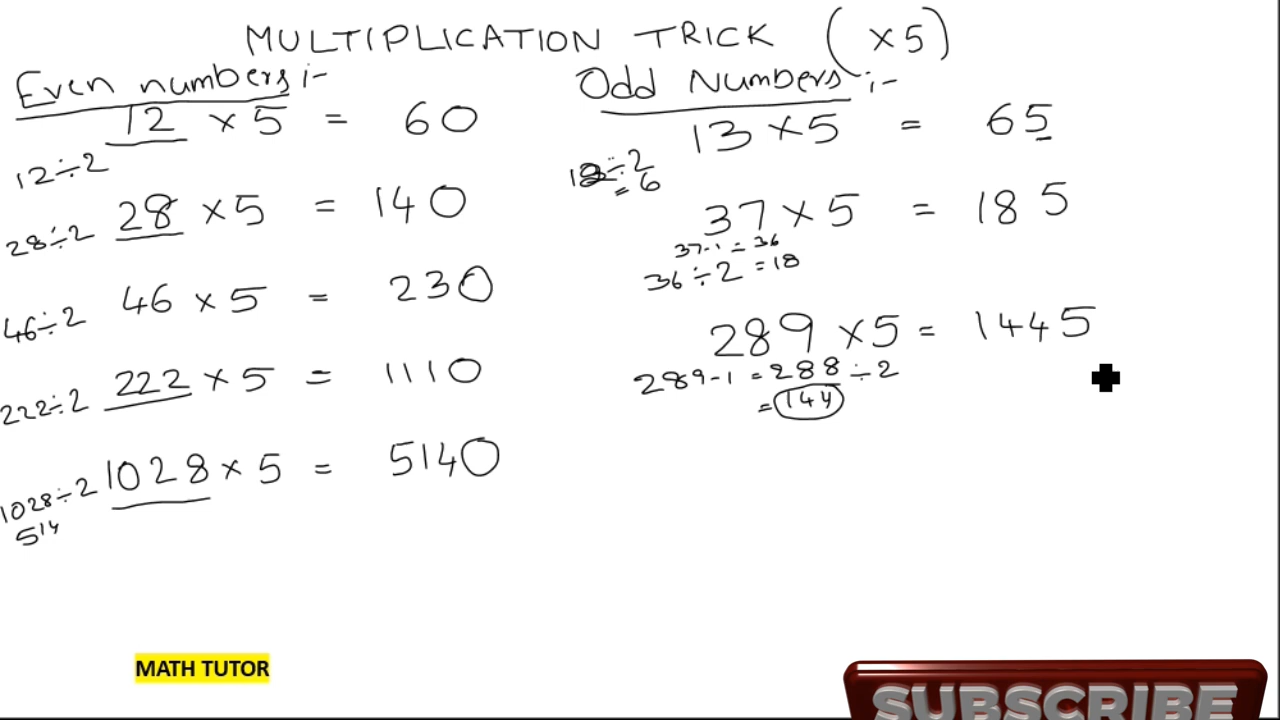 MULTIPLICATION TRICK (×5)
Even numbers :-
12 × 5 = 60
12÷2
28 × 5 = 140
28÷2
46 × 5 = 230
46÷2
222 × 5 = 1110
222÷2
1028 × 5 = 5140
1028÷2
514
Odd Numbers :-
13 × 5 = 65
÷2
= 6
37 × 5 = 185
37-1 = 36
36 ÷ 2 = 18
289 × 5 = 1445
289-1 = 288 ÷ 2
= 144
MATH TUTOR
SUBSCRIBE